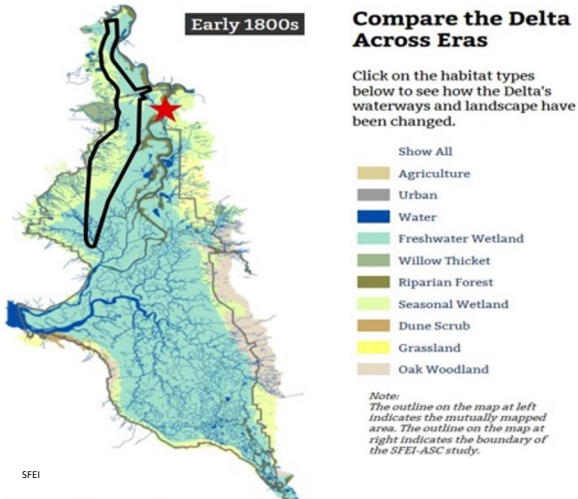 Early 1800s
Compare the Delta
Across Eras
Click on the habitat types
below to see how the Delta's
waterways and landscape have
been changed.
Show All
Agriculture
Urban
Water
Freshwater Wetland
Willow Thicket
Riparian Forest
Seasonal Wetland
Dune Scrub
Grassland
Oak Woodland
Note:
The outline on the map at left
indicates the mutually mapped
area. The outline on the map at
right indicates the boundary of
the SFEI-ASC study.
SFEI